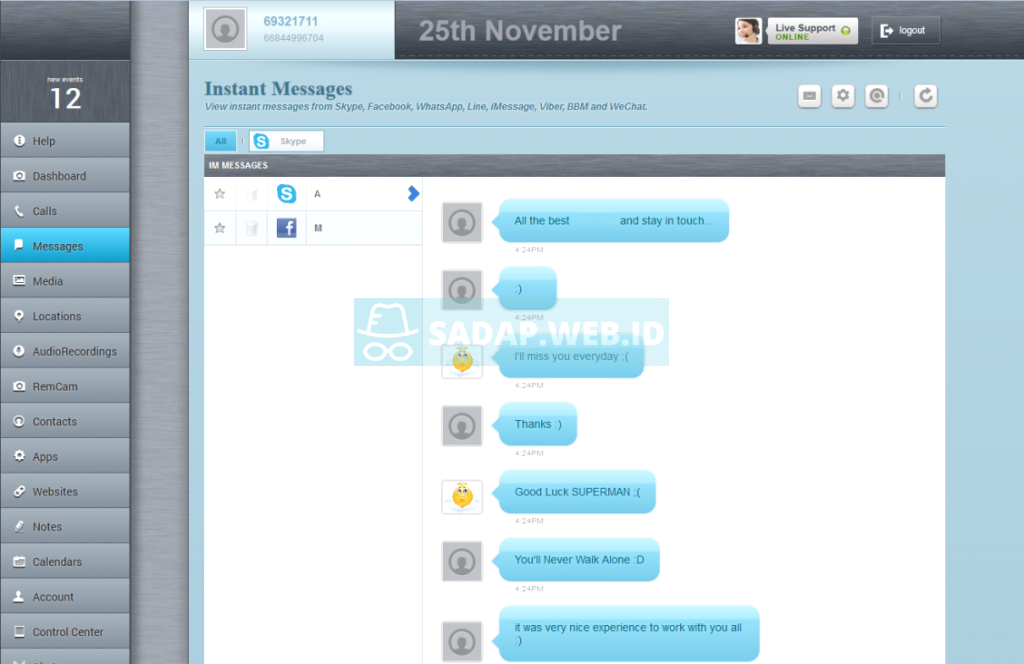 69321711
66844996704
25th November
Live Support
ONLINE
logout
new events
12
Help
Dashboard
Calls
Messages
Media
Locations
AudioRecordings
RemCam
Contacts
Apps
Websites
Notes
Calendars
Account
Control Center
Instant Messages
View instant messages from Skype, Facebook, WhatsApp, Line, iMessage, Viber, BBM and WeChat.
All
Skype
IM MESSAGES
A
M
All the best and stay in touch...
4:24PM
:)
4:24PM
SADAP.WEB.ID
I'll miss you everyday ;(
4:24PM
Thanks :)
4:24PM
Good Luck SUPERMAN ;(
4:24PM
You'll Never Walk Alone :D
4:24PM
it was very nice experience to work with you all
:)